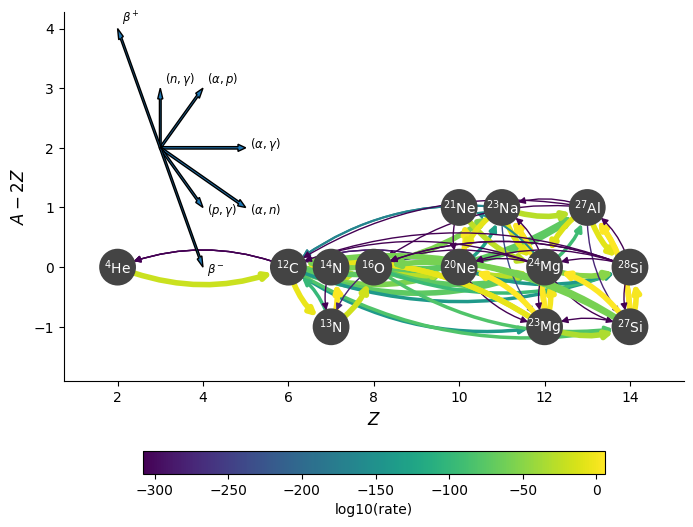 4
3
2
1
0
−1
A − 2Z
β⁺
(n, γ)
(α, p)
(α, γ)
(p, γ)
(α, n)
β⁻
²¹Ne
²³Na
²⁷Al
⁴He
¹²C
¹⁴N
¹⁶O
²⁰Ne
²⁴Mg
²⁸Si
¹³N
²³Mg
²⁷Si
2
4
6
8
10
12
14
Z
−300
−250
−200
−150
−100
−50
0
log10(rate)